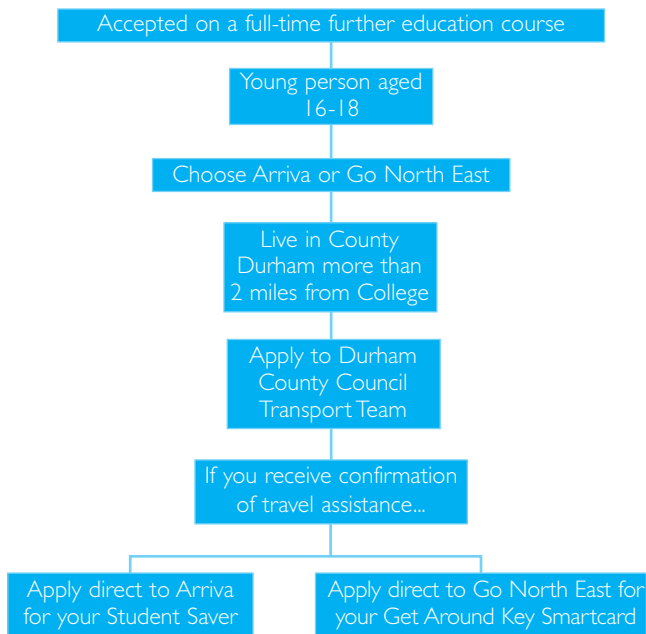 Accepted on a full-time further education course
Young person aged
16-18
Choose Arriva or Go North East
Live in County
Durham more than
2 miles from College
Apply to Durham
County Council
Transport Team
If you receive confirmation
of travel assistance...
Apply direct to Arriva
for your Student Saver
Apply direct to Go North East for
your Get Around Key Smartcard